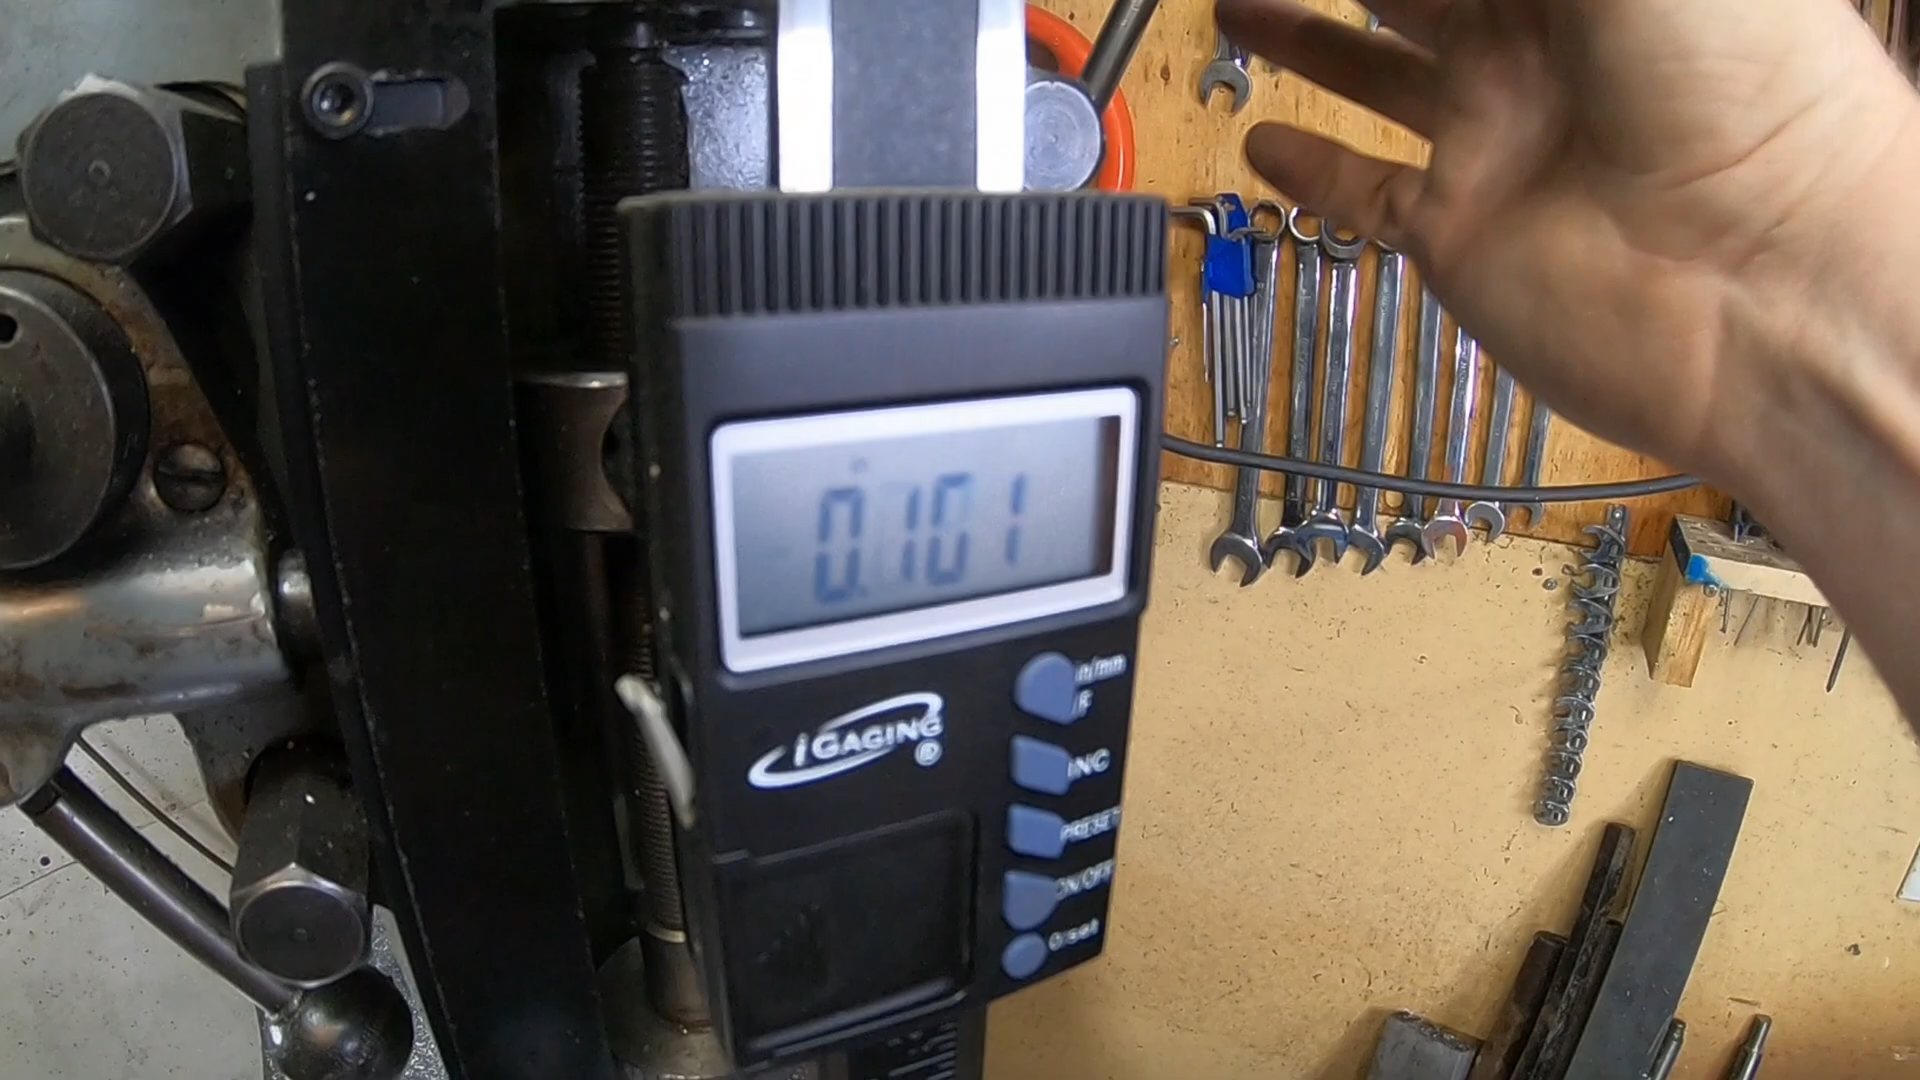 0.101
in/mm
/R
iGAGING®
INC
PRESET
ON/OFF
0/set